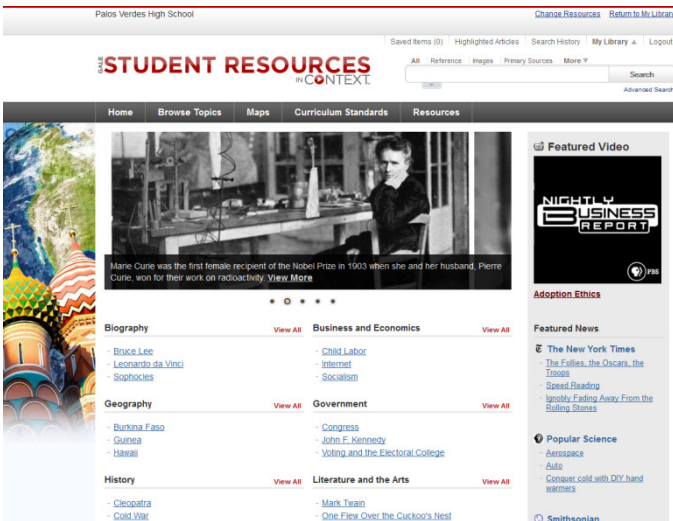 Palos Verdes High School
Change Resources Return to My Library
Saved Items (0) Highlighted Articles Search History My Library Logout
GALE
STUDENT RESOURCES
IN CONTEXT
All Reference Images Primary Sources More
Search
Advanced Search
Home Browse Topics Maps Curriculum Standards Resources
Marie Curie was the first female recipient of the Nobel Prize in 1903 when she and her husband, Pierre
Curie, won for their work on radioactivity. View More
Biography View All
- Bruce Lee
- Leonardo da Vinci
- Sophocles
Business and Economics View All
- Child Labor
- Internet
- Socialism
Geography View All
- Burkina Faso
- Guinea
- Hawaii
Government View All
- Congress
- John F. Kennedy
- Voting and the Electoral College
History View All
- Cleopatra
- Cold War
Literature and the Arts View All
- Mark Twain
- One Flew Over the Cuckoo's Nest
Featured Video
NIGHTLY
BUSINESS
REPORT
PBS
Adoption Ethics
Featured News
The New York Times
- The Follies, the Oscars, the
Troops
- Speed Reading
- Ignobly Fading Away From the
Rolling Stones
Popular Science
- Aerospace
- Auto
- Conquer cold with DIY hand
warmers
Smithsonian